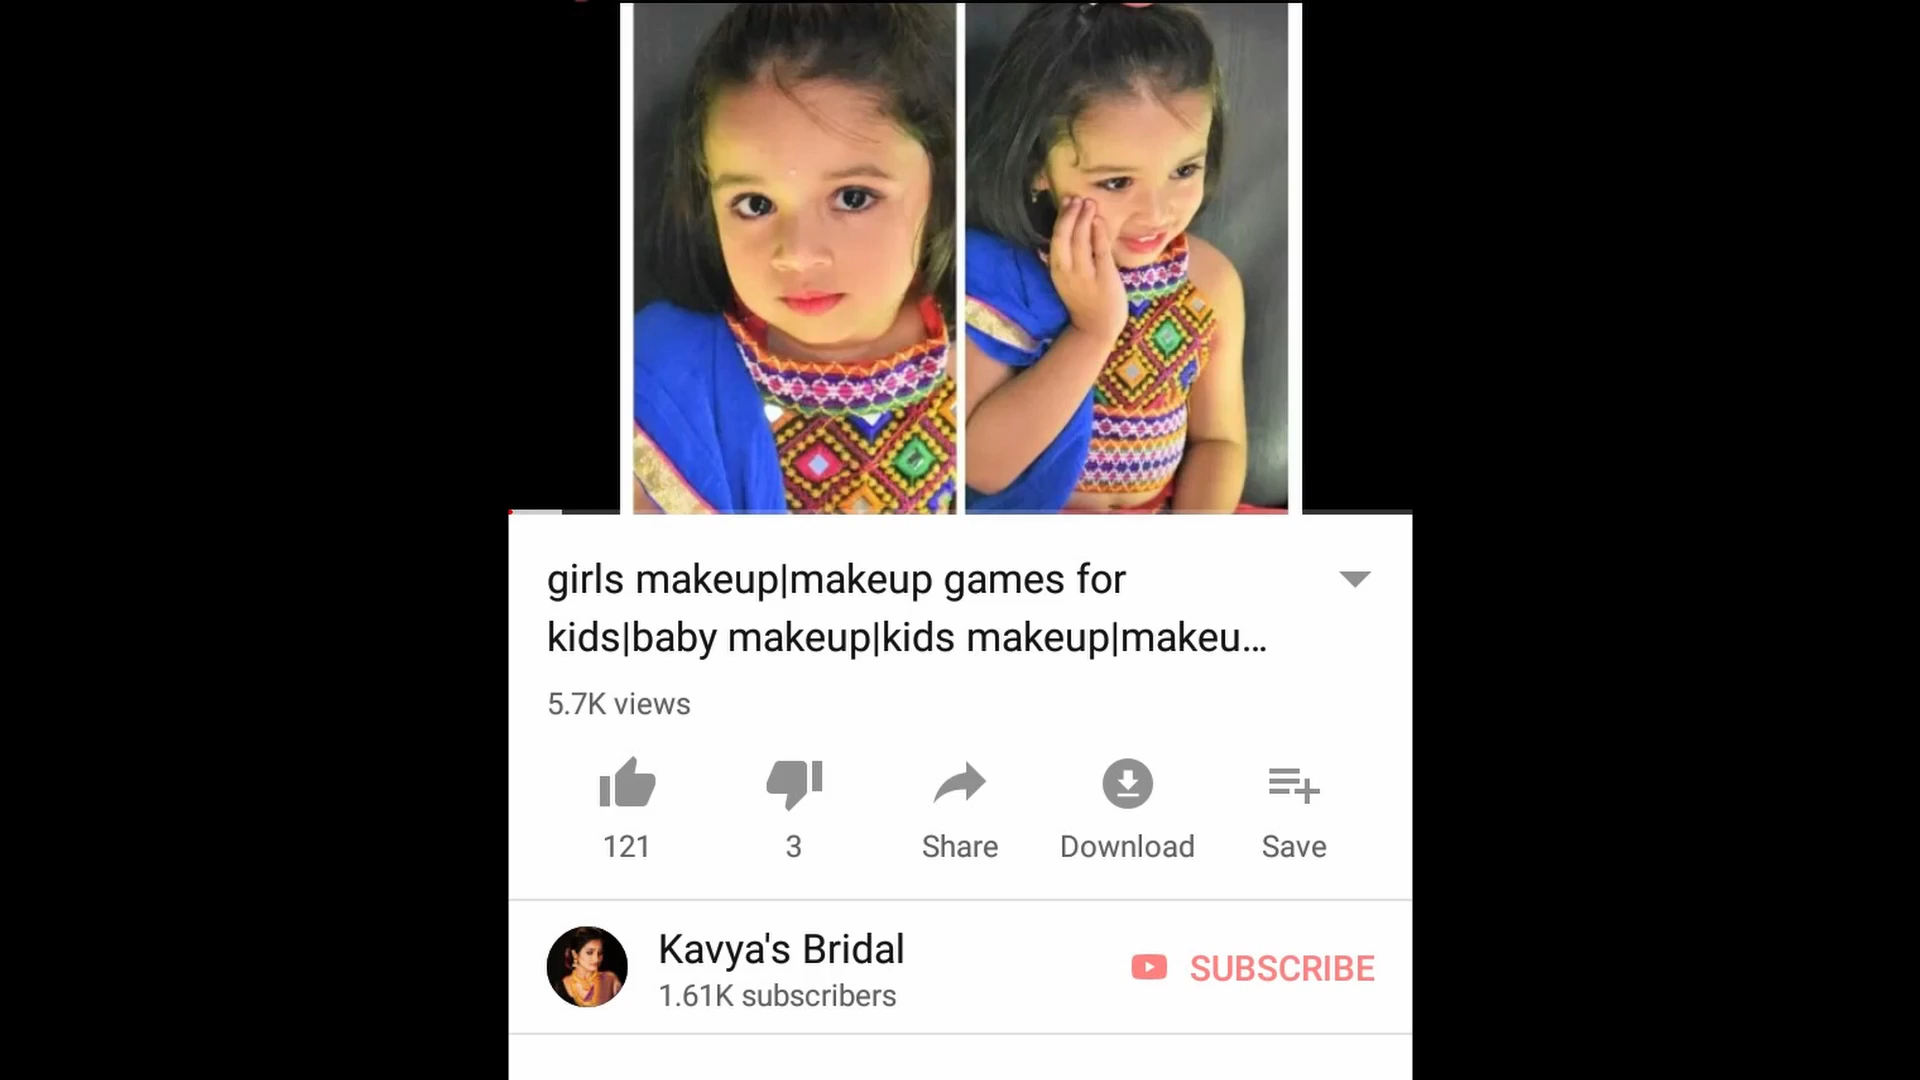 girls makeup|makeup games for
kids|baby makeup|kids makeup|makeu...
5.7K views
121
3
Share
Download
Save
Kavya's Bridal
SUBSCRIBE
1.61K subscribers